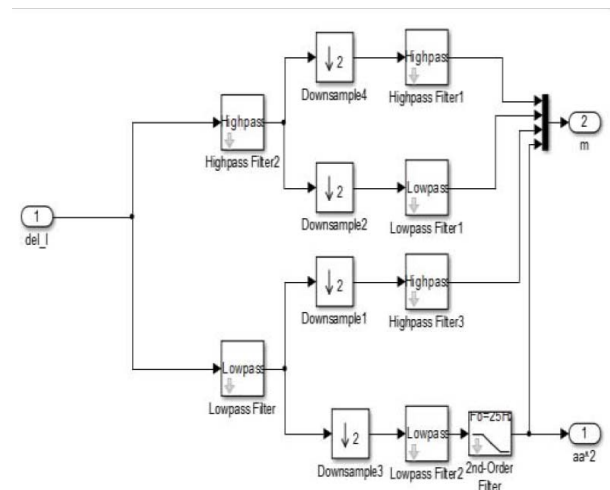 ↓ 2
Highpass
Downsample4
Highpass Filter1
Highpass
Highpass Filter2
2
m
↓ 2
Lowpass
Downsample2
Lowpass Filter1
1
del_l
↓ 2
Highpass
Downsample1
Highpass Filter3
Lowpass
Lowpass Filter
↓ 2
Lowpass
Downsample3
Lowpass Filter2
2nd-Order
Filter
1
aa^2